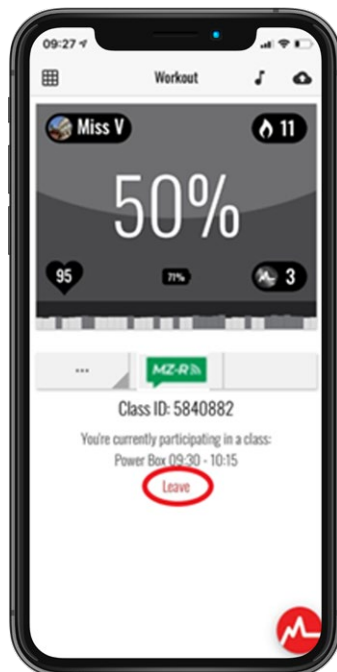 09:27
Workout
Miss V
11
50%
95
71%
3
...
MZ-R
Class ID: 5840882
You're currently participating in a class:
Power Box 09:30 - 10:15
Leave